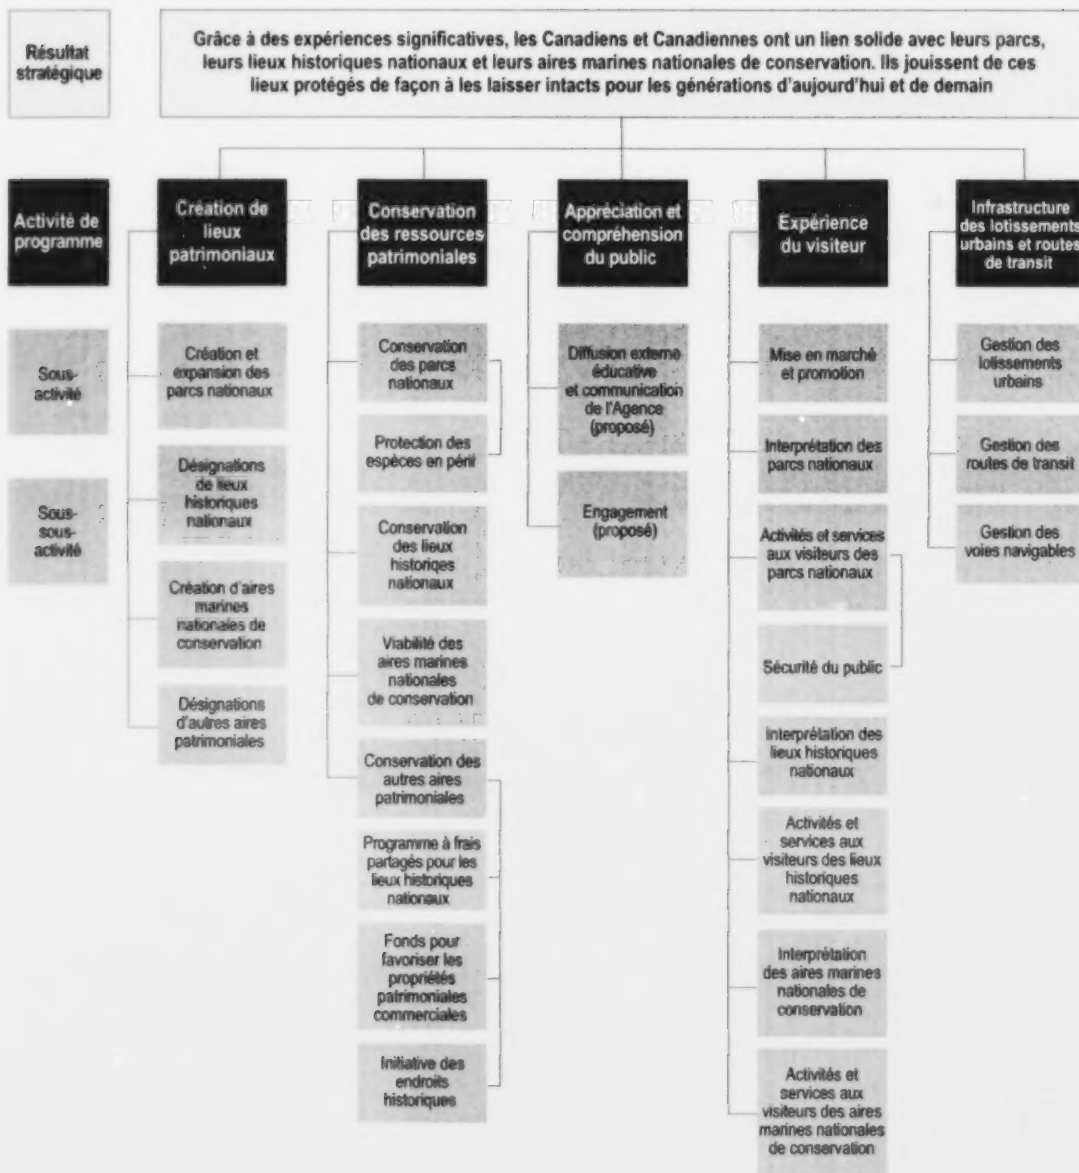 Résultat
stratégique
Grâce à des expériences significatives, les Canadiens et Canadiennes ont un lien solide avec leurs parcs,
leurs lieux historiques nationaux et leurs aires marines nationales de conservation. Ils jouissent de ces
lieux protégés de façon à les laisser intacts pour les générations d'aujourd'hui et de demain
Activité de
programme
Création de
lieux
patrimoniaux
Conservation
des ressources
patrimoniales
Appréciation et
compréhension
du public
Expérience
du visiteur
Infrastructure
des lotissements
urbains et routes
de transit
Sous-
activité
Sous-
sous-
activité
Création et
expansion des
parcs nationaux
Désignations
de lieux
historiques
nationaux
Création d'aires
marines
nationales de
conservation
Désignations
d'autres aires
patrimoniales
Conservation
des parcs
nationaux
Protection des
espèces en péril
Conservation
des lieux
historiqes
nationaux
Viabilité des
aires marines
nationales
de conservation
Conservation des
autres aires
patrimoniales
Programme à frais
partagés pour les
lieux historiques
nationaux
Fonds pour
favoriser les
propriétés
patrimoniales
commerciales
Initiative des
endroits
historiques
Diffusion externe
éducative
et communication
de l'Agence
(proposé)
Engagement
(proposé)
Mise en marché
et promotion
Interprétation des
parcs nationaux
Activités et services
aux visiteurs des
parcs nationaux
Sécurité du public
Interprétation des
lieux historiques
nationaux
Activités et
services aux
visiteurs des lieux
historiques
nationaux
Interprétation
des aires marines
nationales de
conservation
Activités et
services aux
visiteurs des aires
marines nationales
de conservation
Gestion des
lotissements
urbains
Gestion des
routes de transit
Gestion des
voies navigables